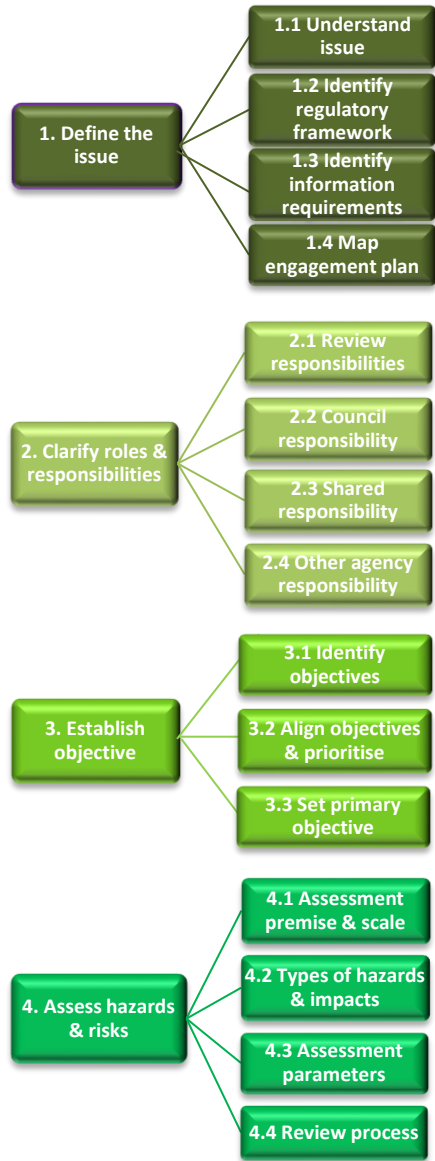 1. Define the
issue
1.1 Understand
issue
1.2 Identify
regulatory
framework
1.3 Identify
information
requirements
1.4 Map
engagement plan
2. Clarify roles &
responsibilities
2.1 Review
responsibilities
2.2 Council
responsibility
2.3 Shared
responsibility
2.4 Other agency
responsibility
3. Establish
objective
3.1 Identify
objectives
3.2 Align objectives
& prioritise
3.3 Set primary
objective
4. Assess hazards
& risks
4.1 Assessment
premise & scale
4.2 Types of hazards
& impacts
4.3 Assessment
parameters
4.4 Review process